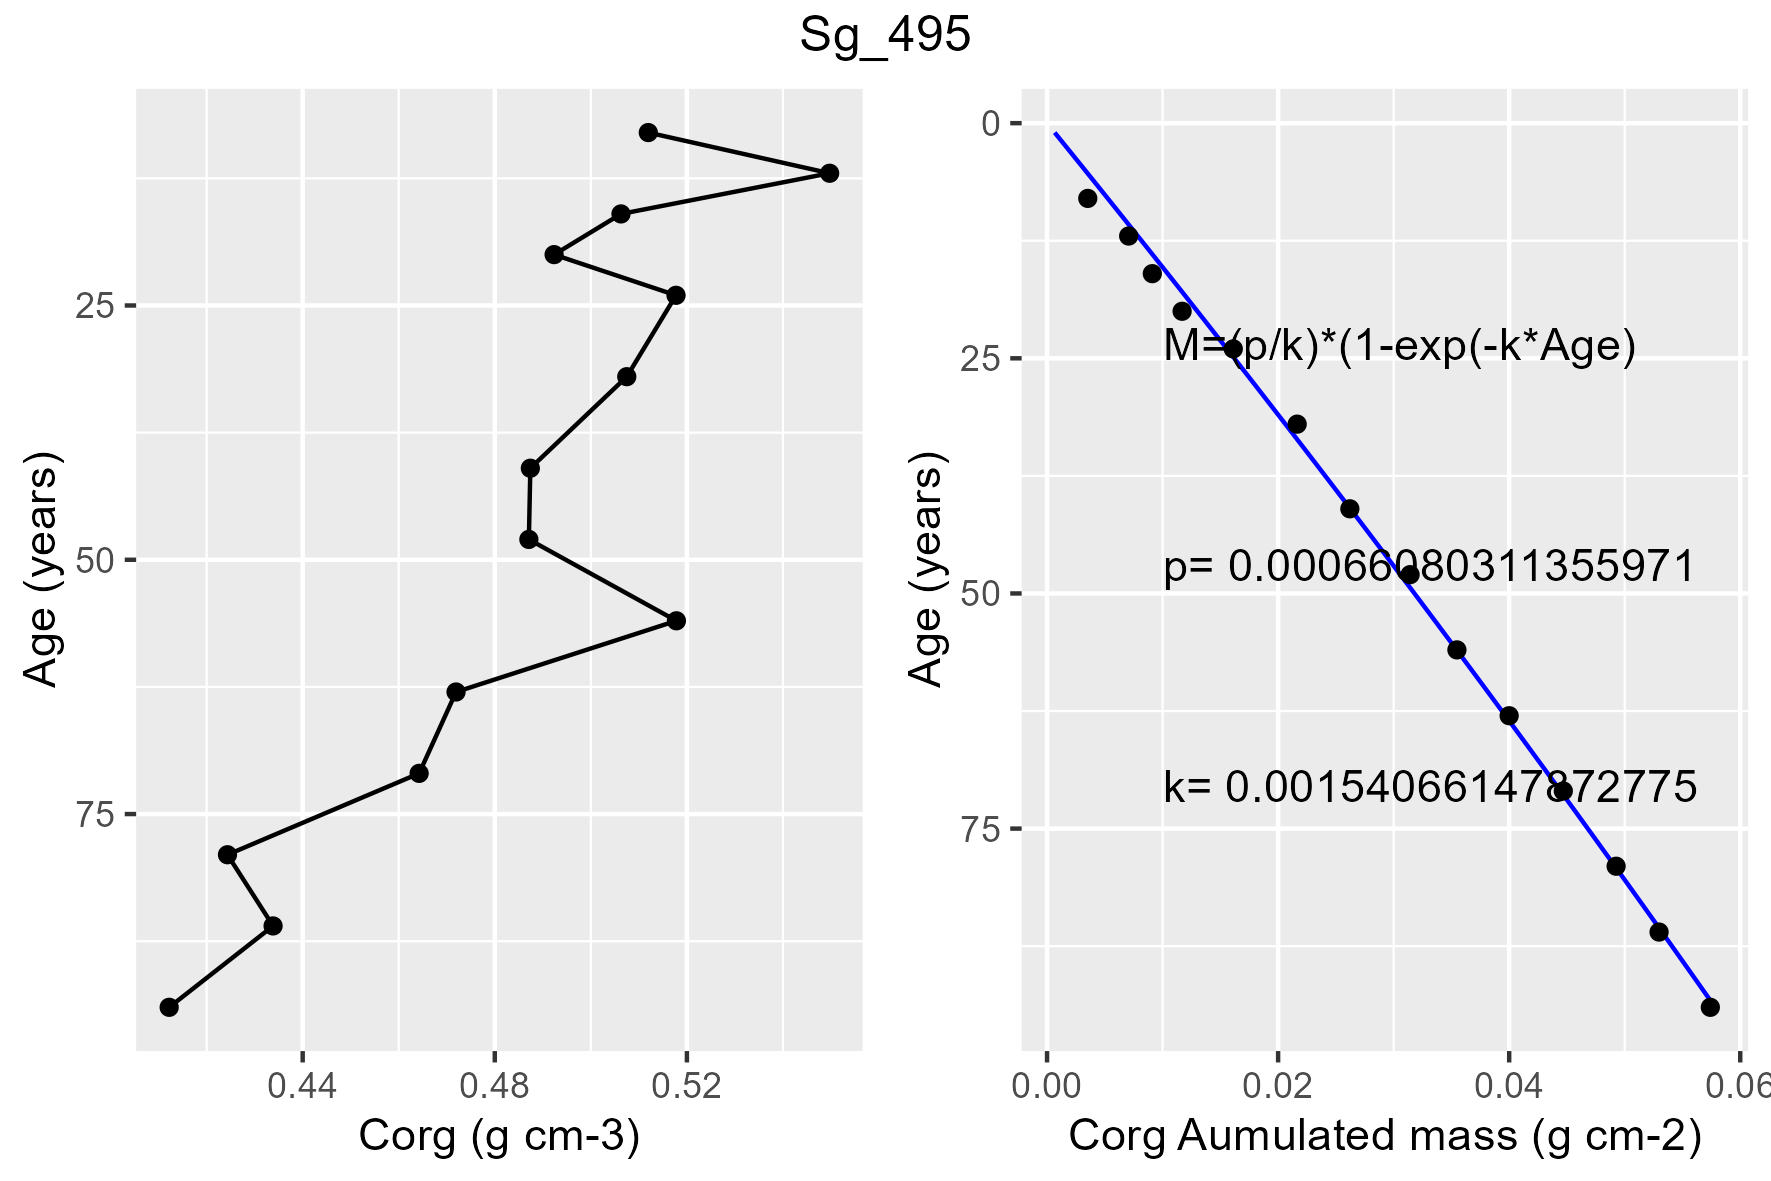 Sg_495
Age (years)
25
50
75
0.44 0.48 0.52
Corg (g cm-3)
Age (years)
0
25
50
75
M=(p/k)*(1-exp(-k*Age)
p= 0.00066080311355971
k= 0.00154066147872775
0.00 0.02 0.04 0.06
Corg Aumulated mass (g cm-2)